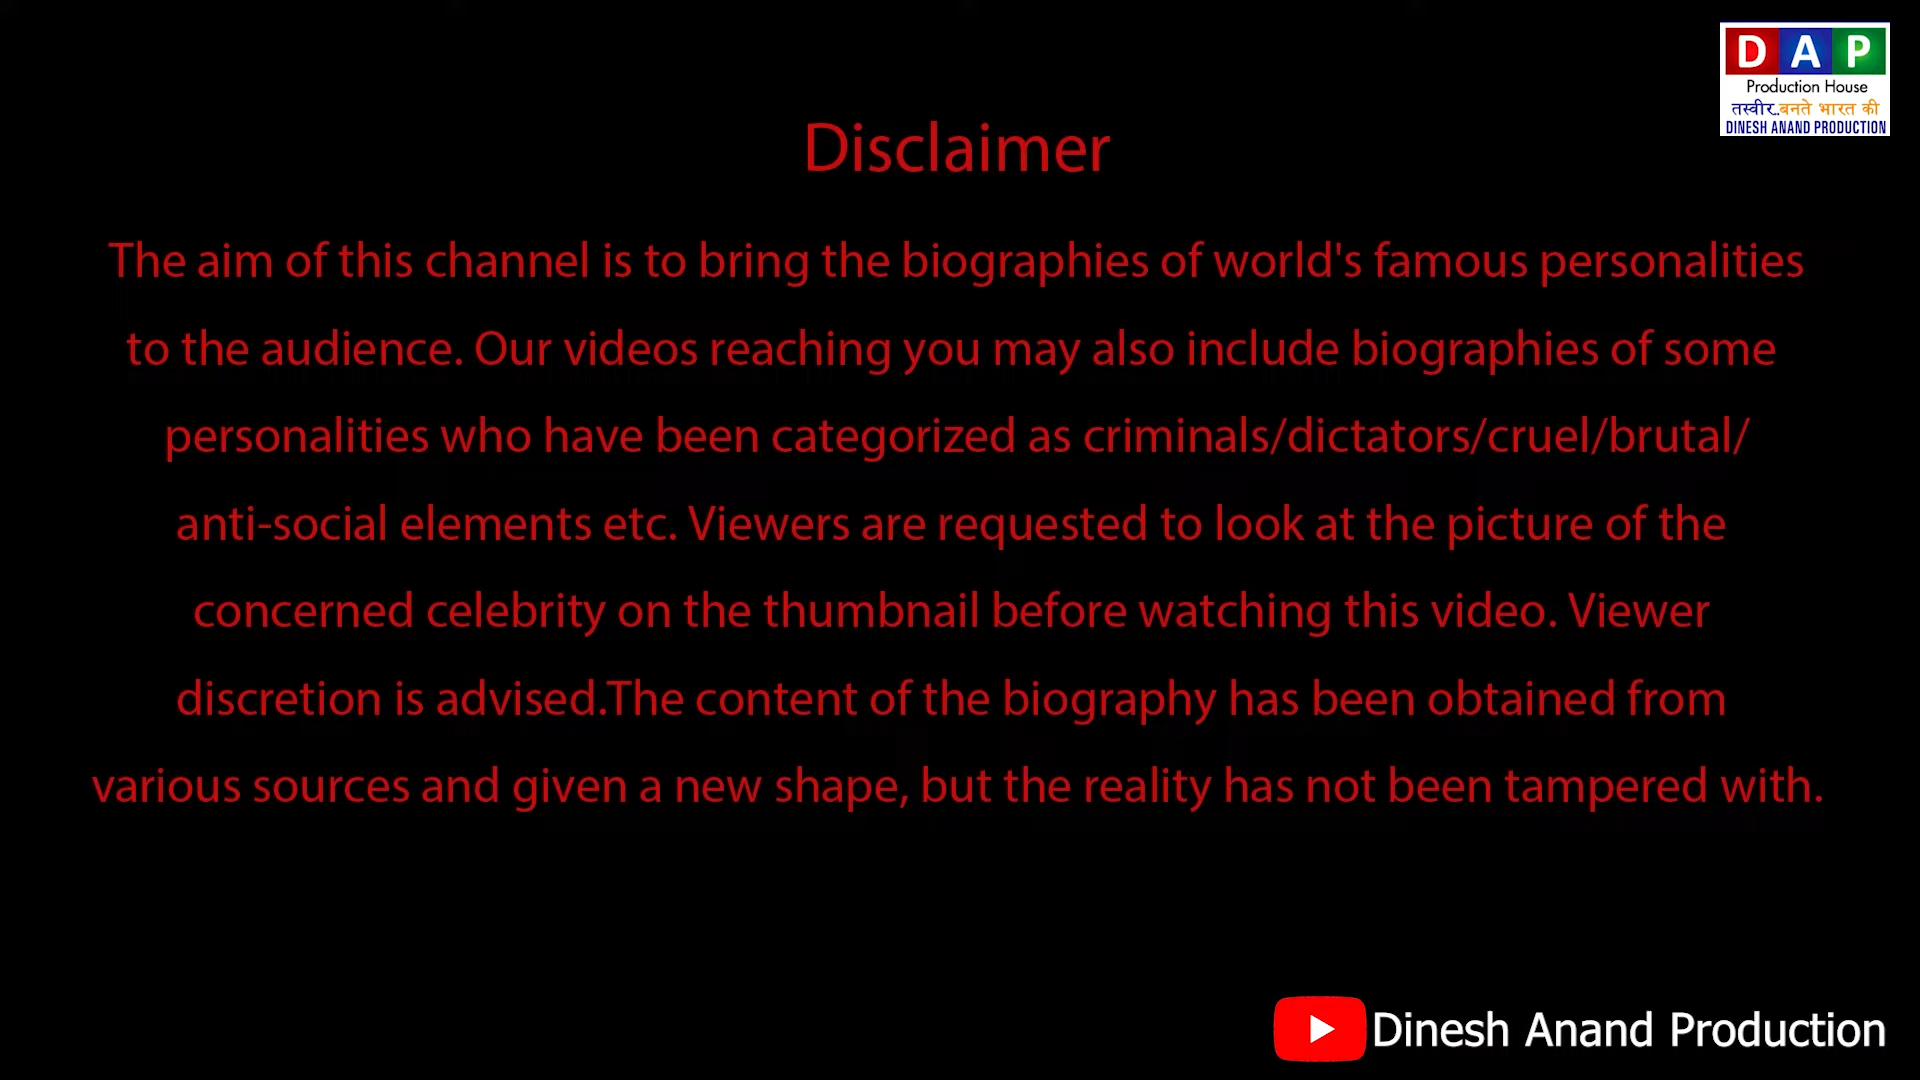 D A P
Production House
तस्वीर..बनते भारत की
DINESH ANAND PRODUCTION
Disclaimer
The aim of this channel is to bring the biographies of world's famous personalities
to the audience. Our videos reaching you may also include biographies of some
personalities who have been categorized as criminals/dictators/cruel/brutal/
anti-social elements etc. Viewers are requested to look at the picture of the
concerned celebrity on the thumbnail before watching this video. Viewer
discretion is advised.The content of the biography has been obtained from
various sources and given a new shape, but the reality has not been tampered with.
Dinesh Anand Production